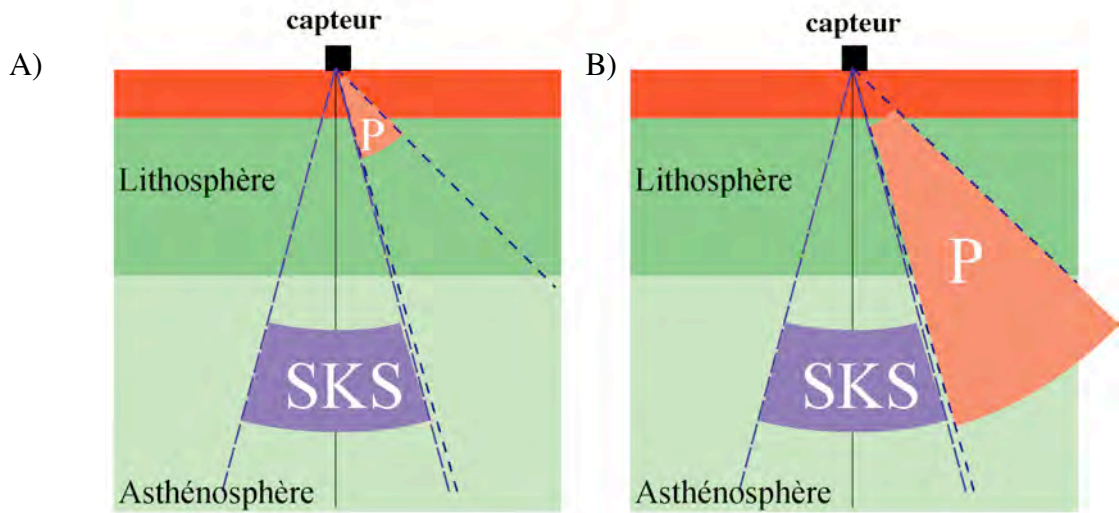 A)
capteur
P
Lithosphère
SKS
Asthénosphère
B)
capteur
Lithosphère
P
SKS
Asthénosphère